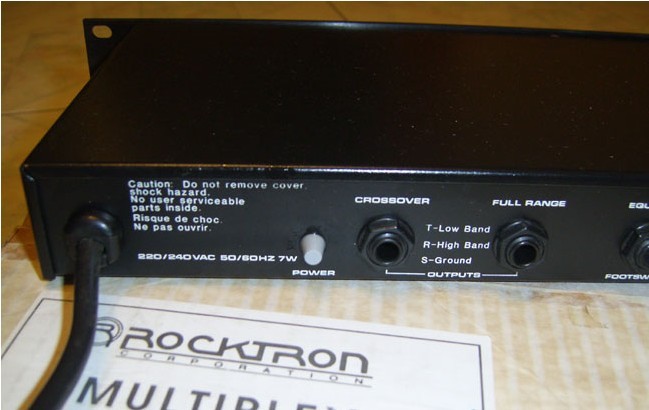 Caution: Do not remove cover.
shock hazard.
No user serviceable
parts inside.
Risque de choc.
Ne pas ouvrir.
220/240VAC 50/60HZ 7W
POWER
CROSSOVER
FULL RANGE
T-Low Band
R-High Band
S-Ground
OUTPUTS
R ROCKTRON
CORPORATION